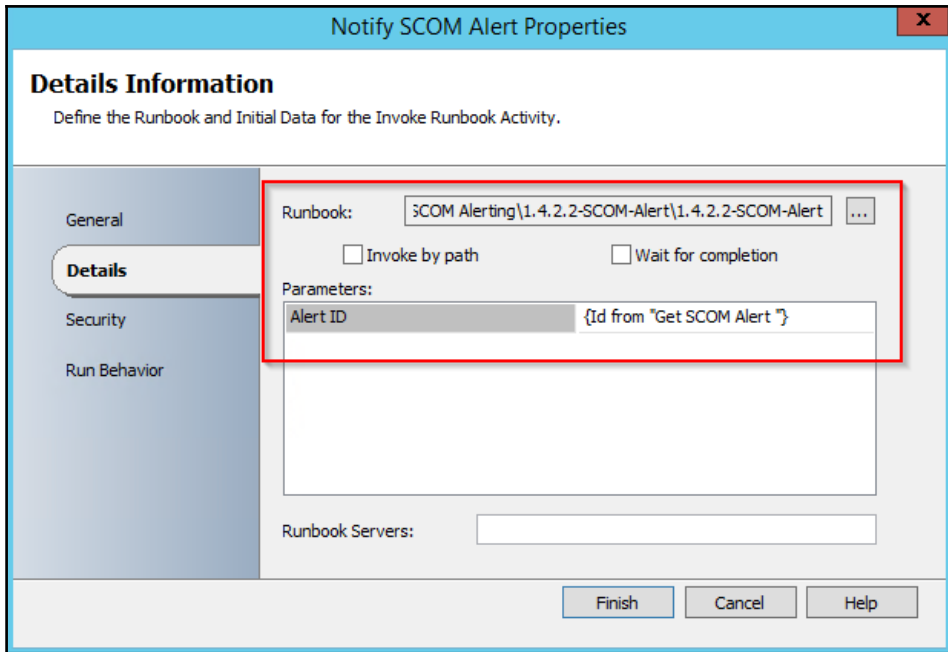 Notify SCOM Alert Properties
x
Details Information
Define the Runbook and Initial Data for the Invoke Runbook Activity.
General
Details
Security
Run Behavior
Runbook: SCOM Alerting\1.4.2.2-SCOM-Alert\1.4.2.2-SCOM-Alert ...
Invoke by path Wait for completion
Parameters:
Alert ID {Id from "Get SCOM Alert "}
Runbook Servers:
Finish Cancel Help